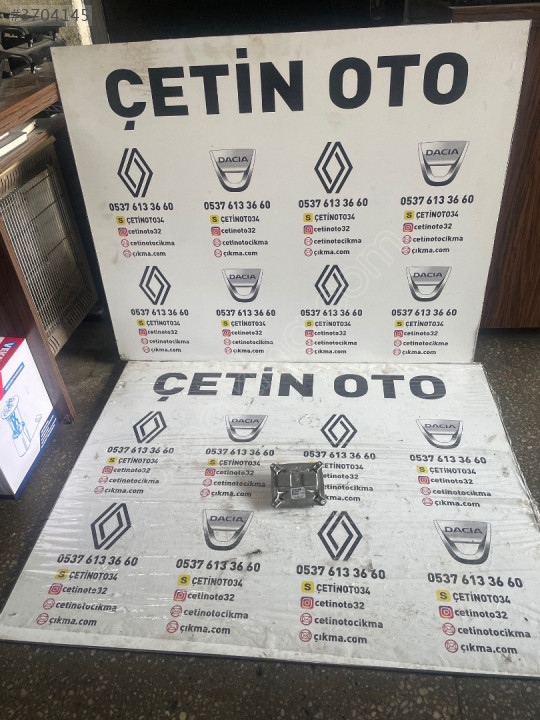 #3704145
ÇETİN OTO
DACIA DACIA
0537 613 36 60 0537 613 36 60 0537 613 36 60 0537 613 36 60
S ÇETİNOTO34 S ÇETİNOTO34 S ÇETİNOTO34 S ÇETİNOTO34
cetinoto32 cetinoto32 cetinoto32 cetinoto32
cetinotocikma cetinotocikma cetinotocikma cetinotocikma
çıkma.com çıkma.com çıkma.com çıkma.com
DACIA DACIA
0537 613 36 60 0537 613 36 60 0537 613 36 60 0537 613 36 60
S ÇETİNOTO34 S ÇETİNOTO34 S ÇETİNOTO34 S ÇETİNOTO34
cetinoto32 cetinoto32 cetinoto32 cetinoto32
cetinotocikma cetinotocikma cetinotocikma cetinotocikma
çıkma.com çıkma.com çıkma.com çıkma.com
ÇETİN OTO
DACIA DACIA
0537 613 36 60 0537 613 36 60 0537 613 36 60 0537 613 36 60
S ÇETİNOTO34 S ÇETİNOTO34 ÇETİNOTO34 S ÇETİNOTO34
cetinoto32 cetinoto32 cetinoto32 cetinoto32
cetinotocikma cetinotocikma cetinotocikma
çıkma.com çıkma.com çıkma.com çıkma.com
DACIA DACIA
0537 613 36 60 0537 613 36 60 0537 613 36 60 0537 613 36 60
S ÇETİNOTO34 S ÇETİNOTO34 S ÇETİNOTO34 S ÇETİNOTO34
cetinoto32 cetinoto32 cetinoto32 cetinoto32
cetinotocikma cetinotocikma cetinotocikma cetinotocikma
çıkma.com çıkma.com çıkma.com çıkma.com